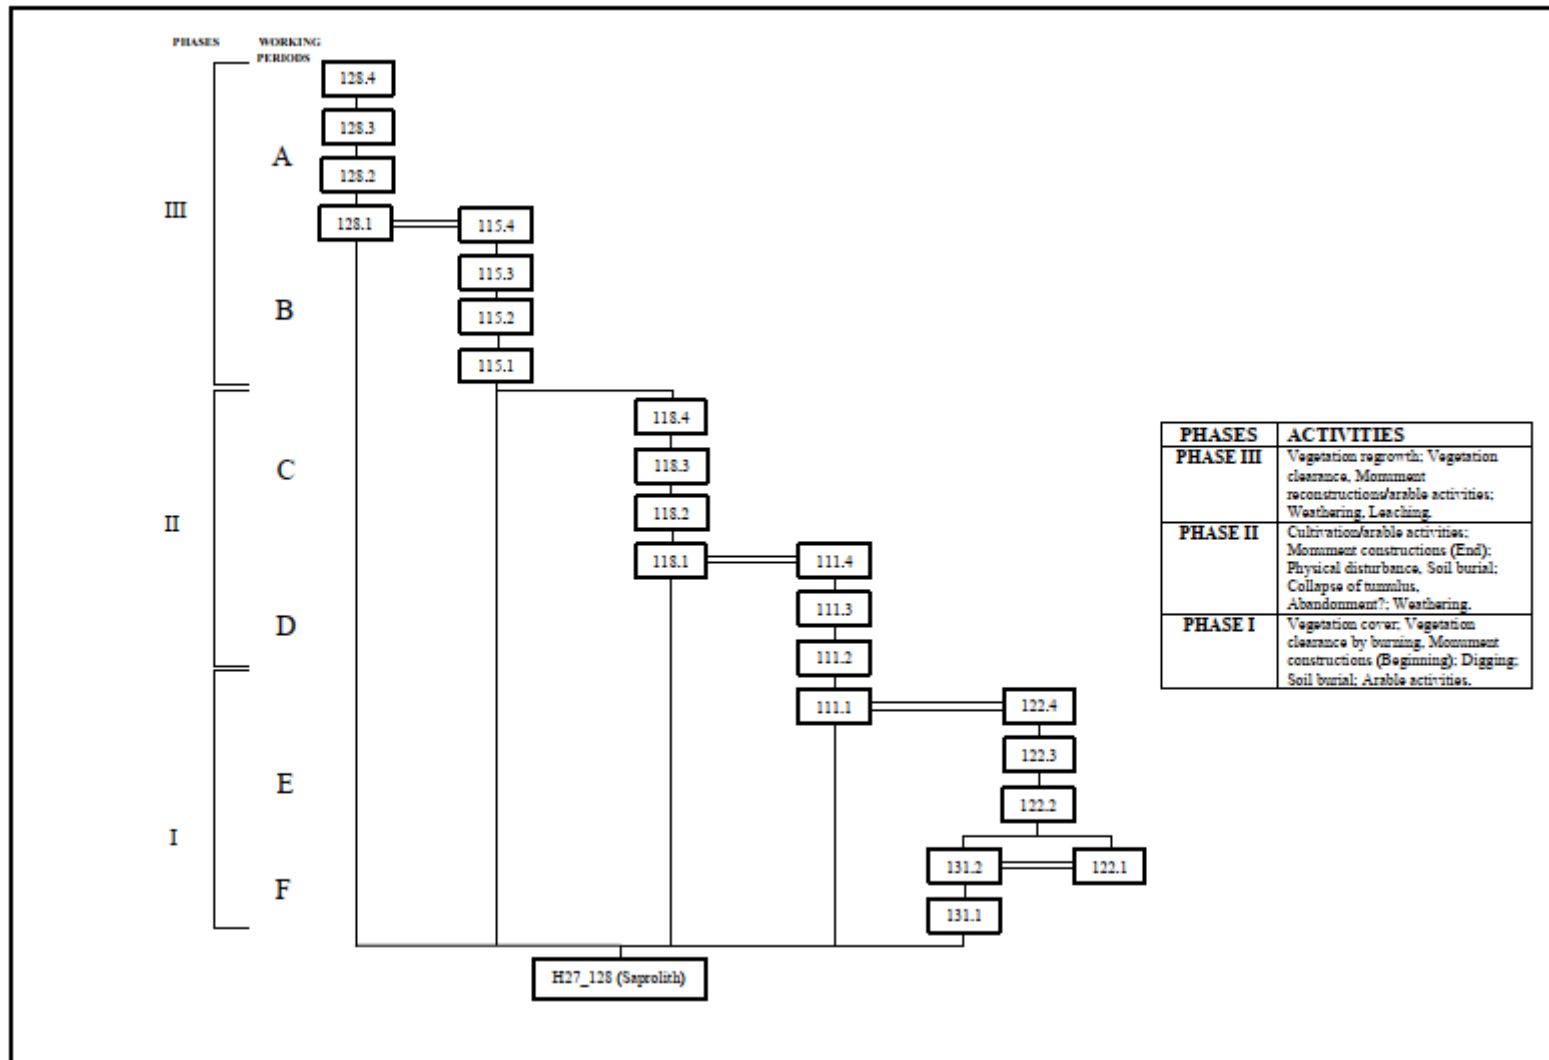 PHASES WORKING
PERIODS
128.4
128.3
A
128.2
III
128.1 115.4
115.3
B
115.2
115.1
118.4
C
118.3
118.2
II
118.1 111.4
111.3
D
111.2
111.1 122.4
122.3
E
122.2
I
131.2 122.1
F
131.1
H27_128 (Saprolith)
PHASES ACTIVITIES
PHASE III Vegetation regrowth; Vegetation
clearance, Monument
reconstructions/arable activities;
Weathering, Leaching.
PHASE II Cultivation/arable activities;
Monument constructions (End);
Physical disturbance, Soil burial;
Collapse of tumulus,
Abandonment?; Weathering.
PHASE I Vegetation cover; Vegetation
clearance by burning, Monument
constructions (Beginning); Digging;
Soil burial; Arable activities.